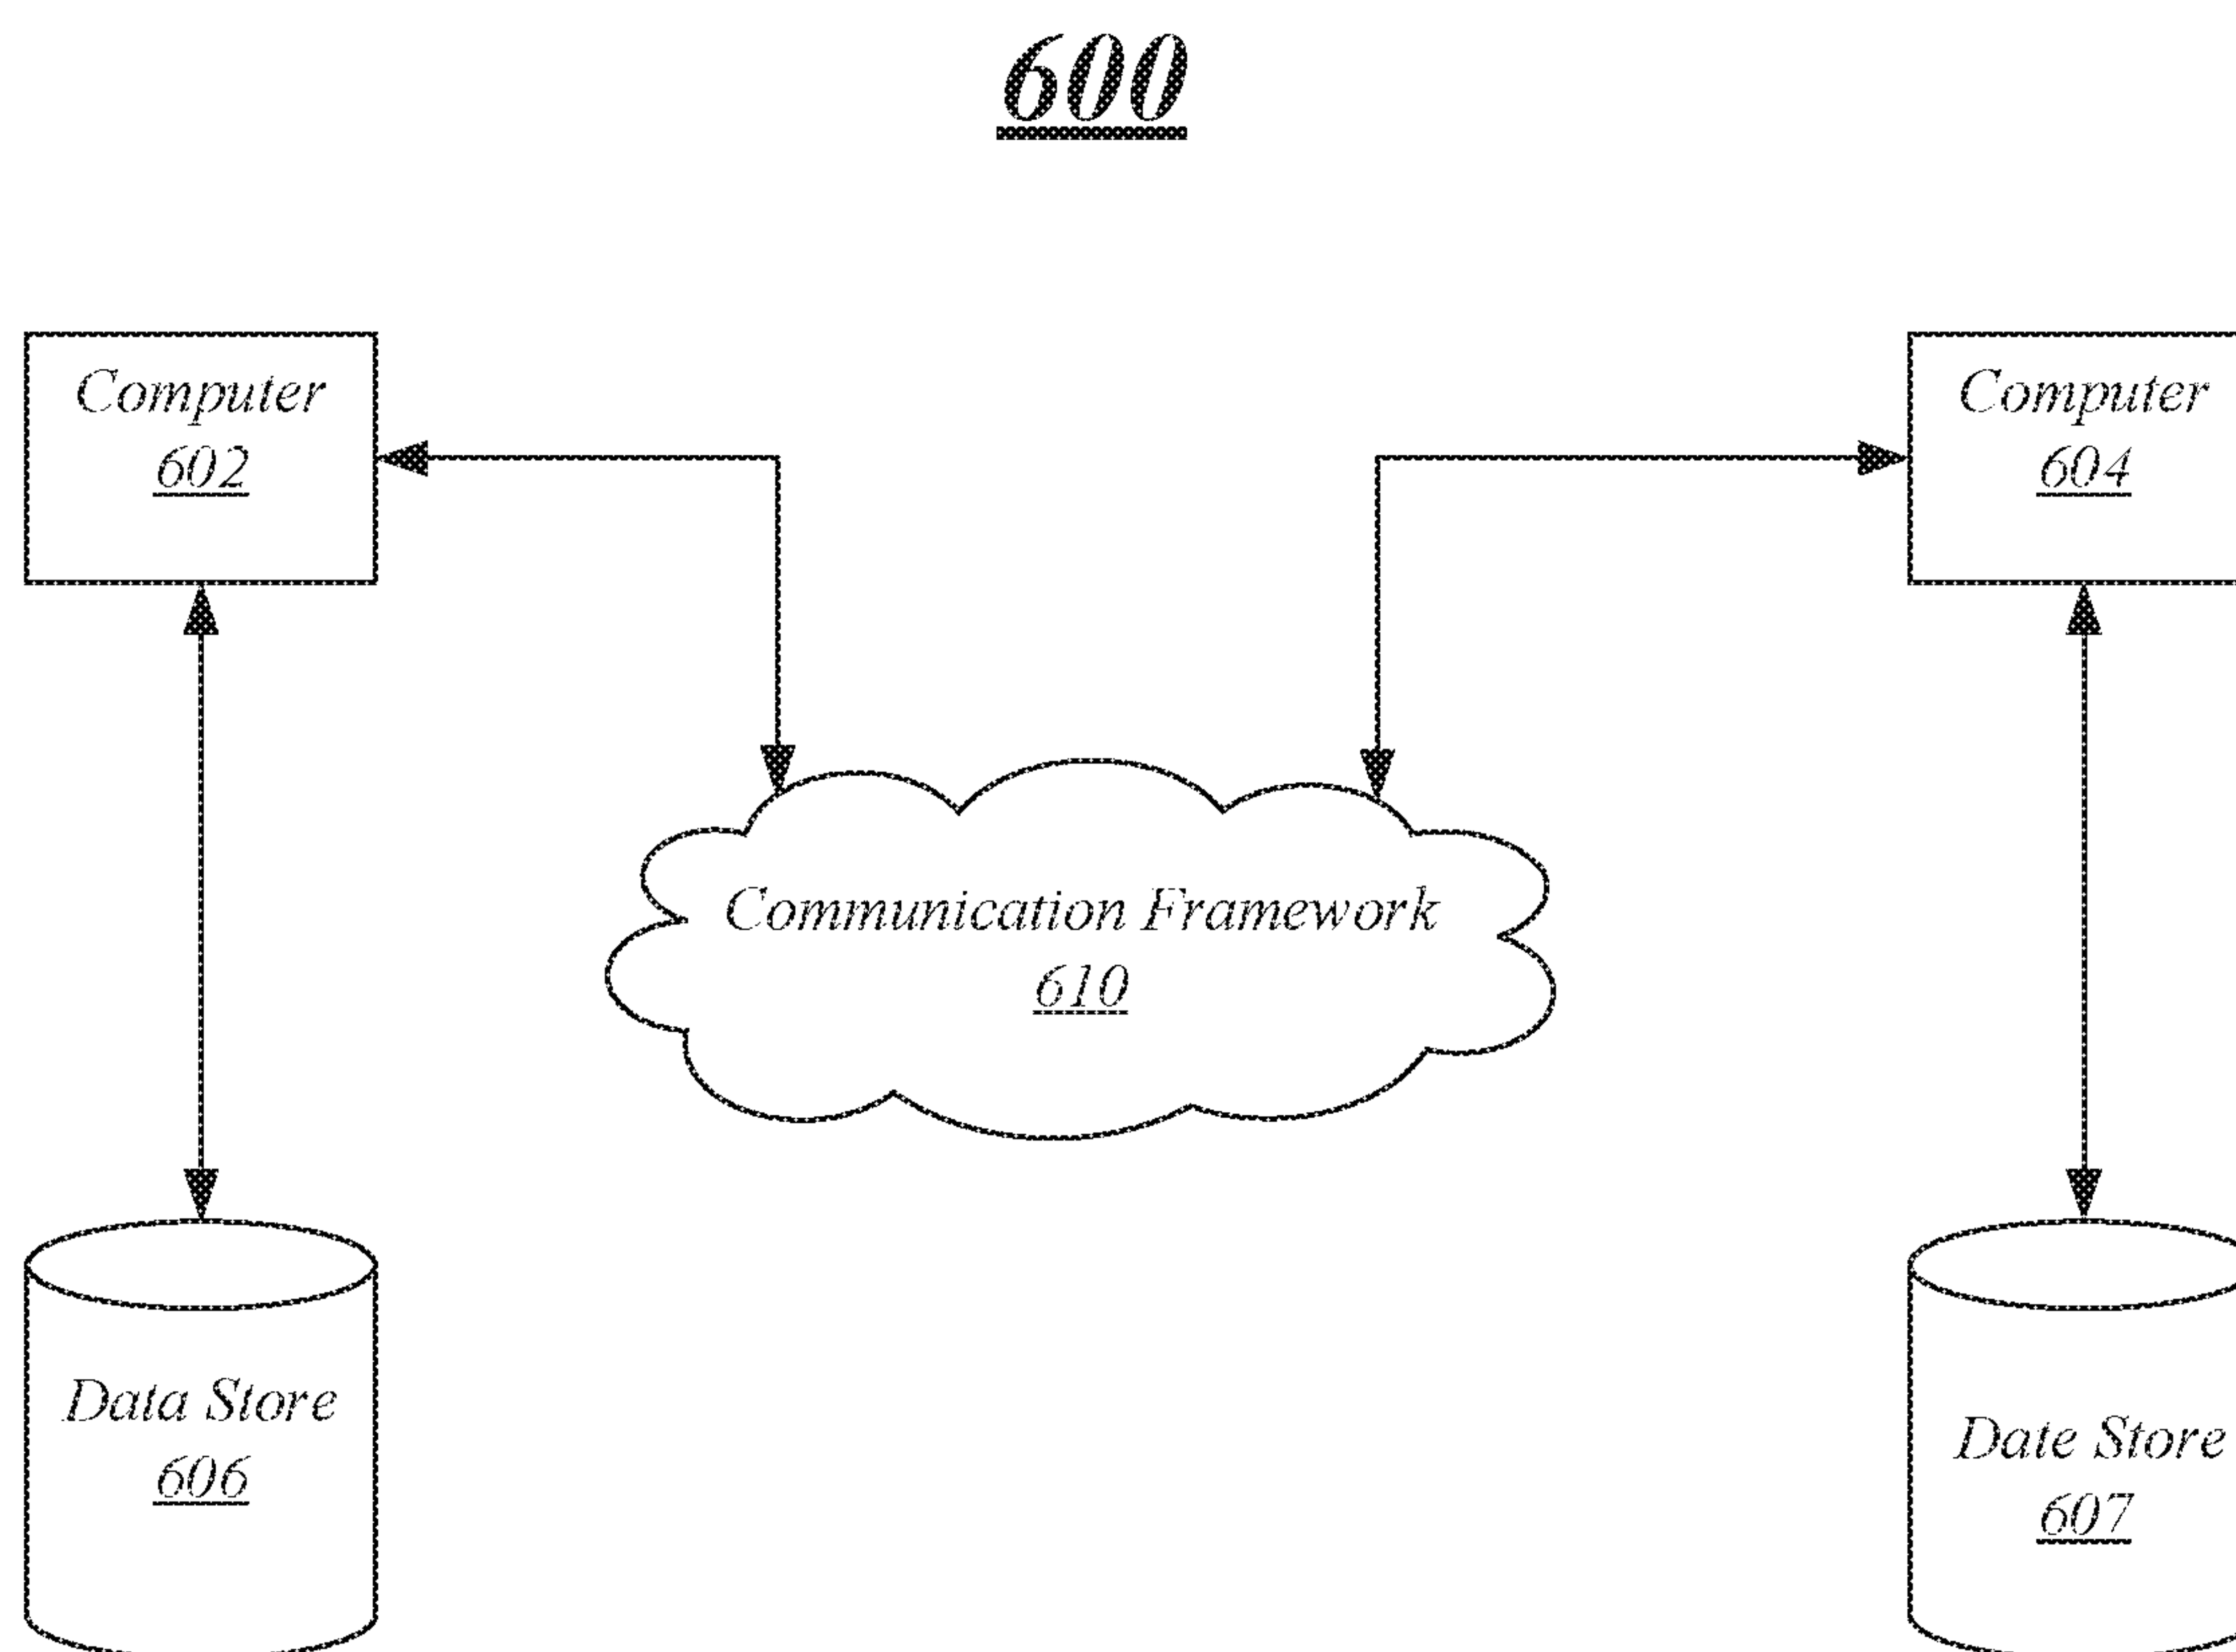 600
Computer
602
Computer
604
Communication Framework
610
Data Store
606
Date Store
607